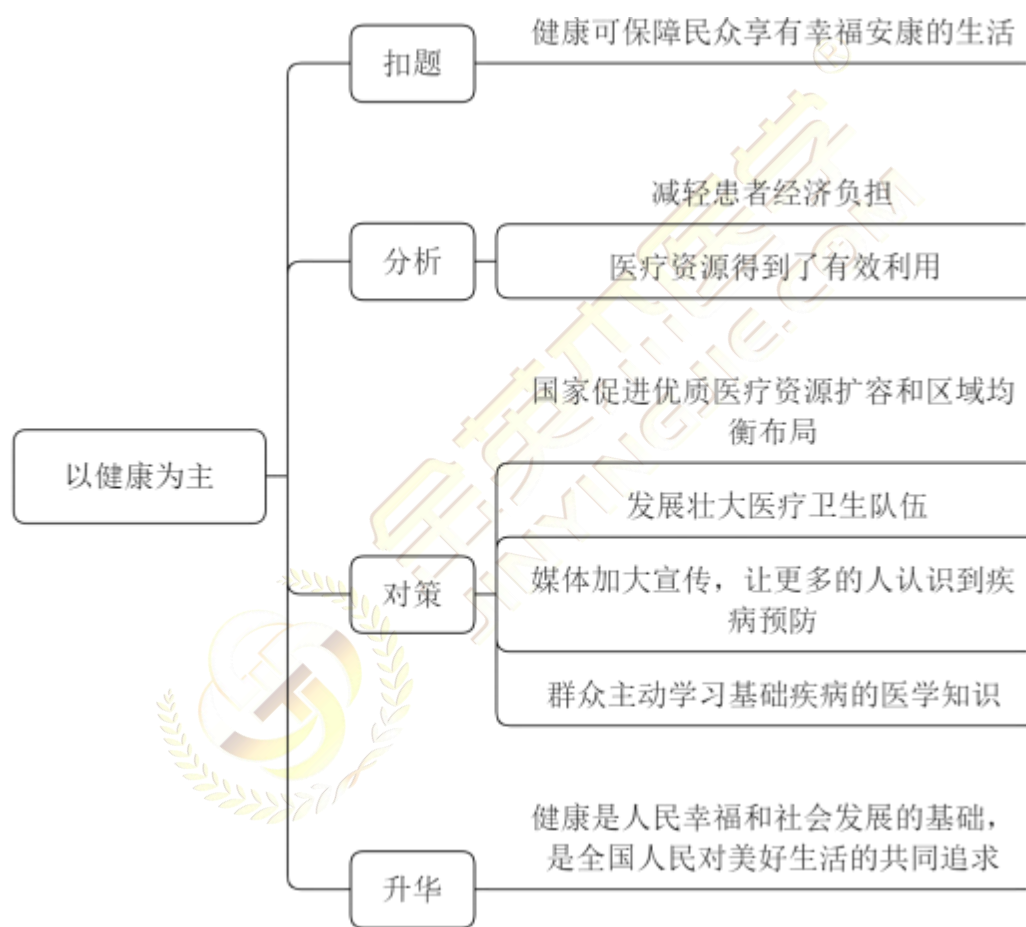 健康可保障民众享有幸福安康的生活
扣题
减轻患者经济负担
分析
医疗资源得到了有效利用
国家促进优质医疗资源扩容和区域均
衡布局
以健康为主
发展壮大医疗卫生队伍
对策
媒体加大宣传，让更多的人认识到疾
病预防
群众主动学习基础疾病的医学知识
健康是人民幸福和社会发展的基础，
是全国人民对美好生活的共同追求
升华
金英杰医学®
JINYINGJIE.COM